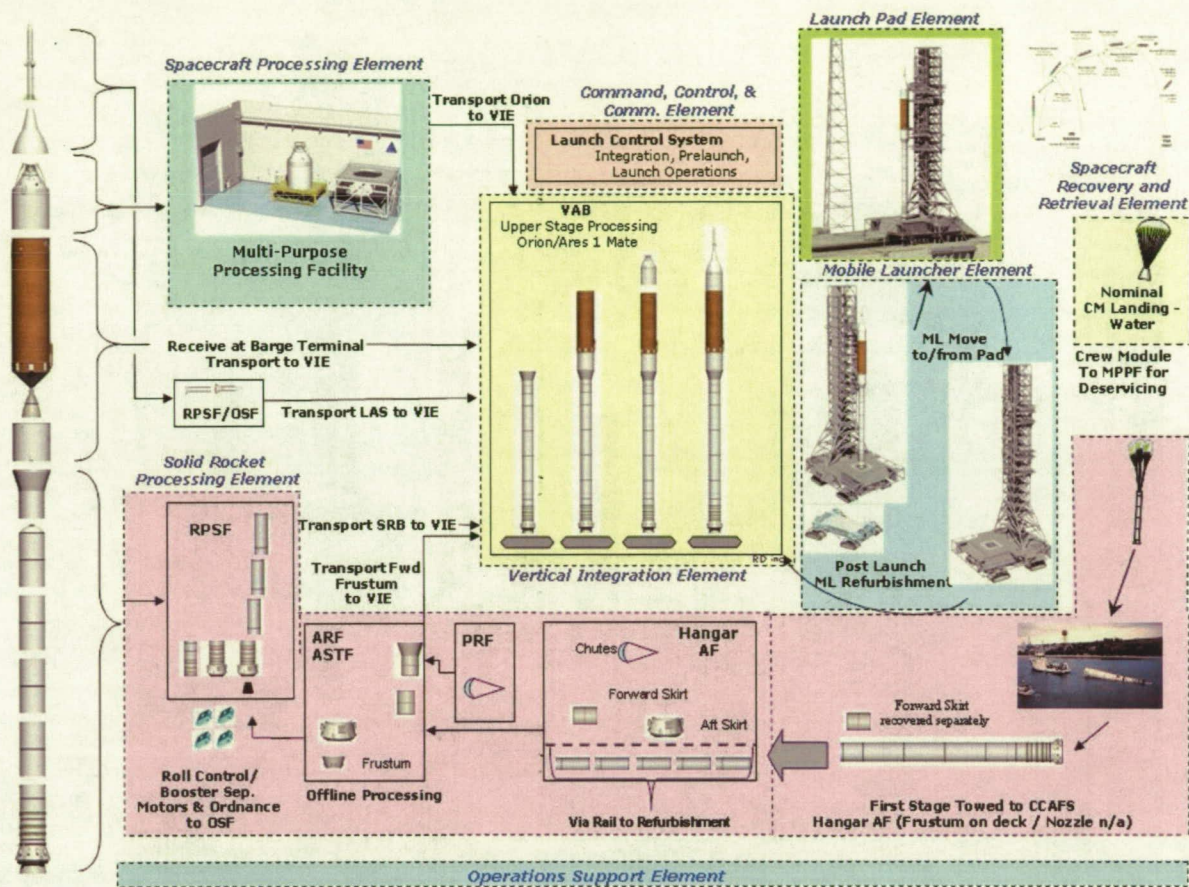 Launch Pad Element
Spacecraft Processing Element
Transport Orion
to VIE
Command, Control, &
Comm. Element
Launch Control System
Integration, Prelaunch,
Launch Operations
Multi-Purpose
Processing Facility
VAB
Upper Stage Processing
Orion/Ares 1 Mate
Spacecraft
Recovery and
Retrieval Element
Mobile Launcher Element
Nominal
CM Landing -
Water
ML Move
to/from Pad
Crew Module
To MPPF for
Deservicing
Receive at Barge Terminal
Transport to VIE
RPSF/OSF
Transport LAS to VIE
Solid Rocket
Processing Element
RPSF
Transport SRB to VIE
Transport Fwd
Frustum
to VIE
Vertical Integration Element
Post Launch
ML Refurbishment
ARF
ASTF
PRF
Hangar
AF
Chutes
Forward Skirt
Aft Skirt
Forward Skirt
recovered separately
Frustum
Roll Control/
Booster Sep.
Motors & Ordnance
to OSF
Offline Processing
Via Rail to Refurbishment
First Stage Towed to CCAFS
Hangar AF (Frustum on deck / Nozzle n/a)
Operations Support Element